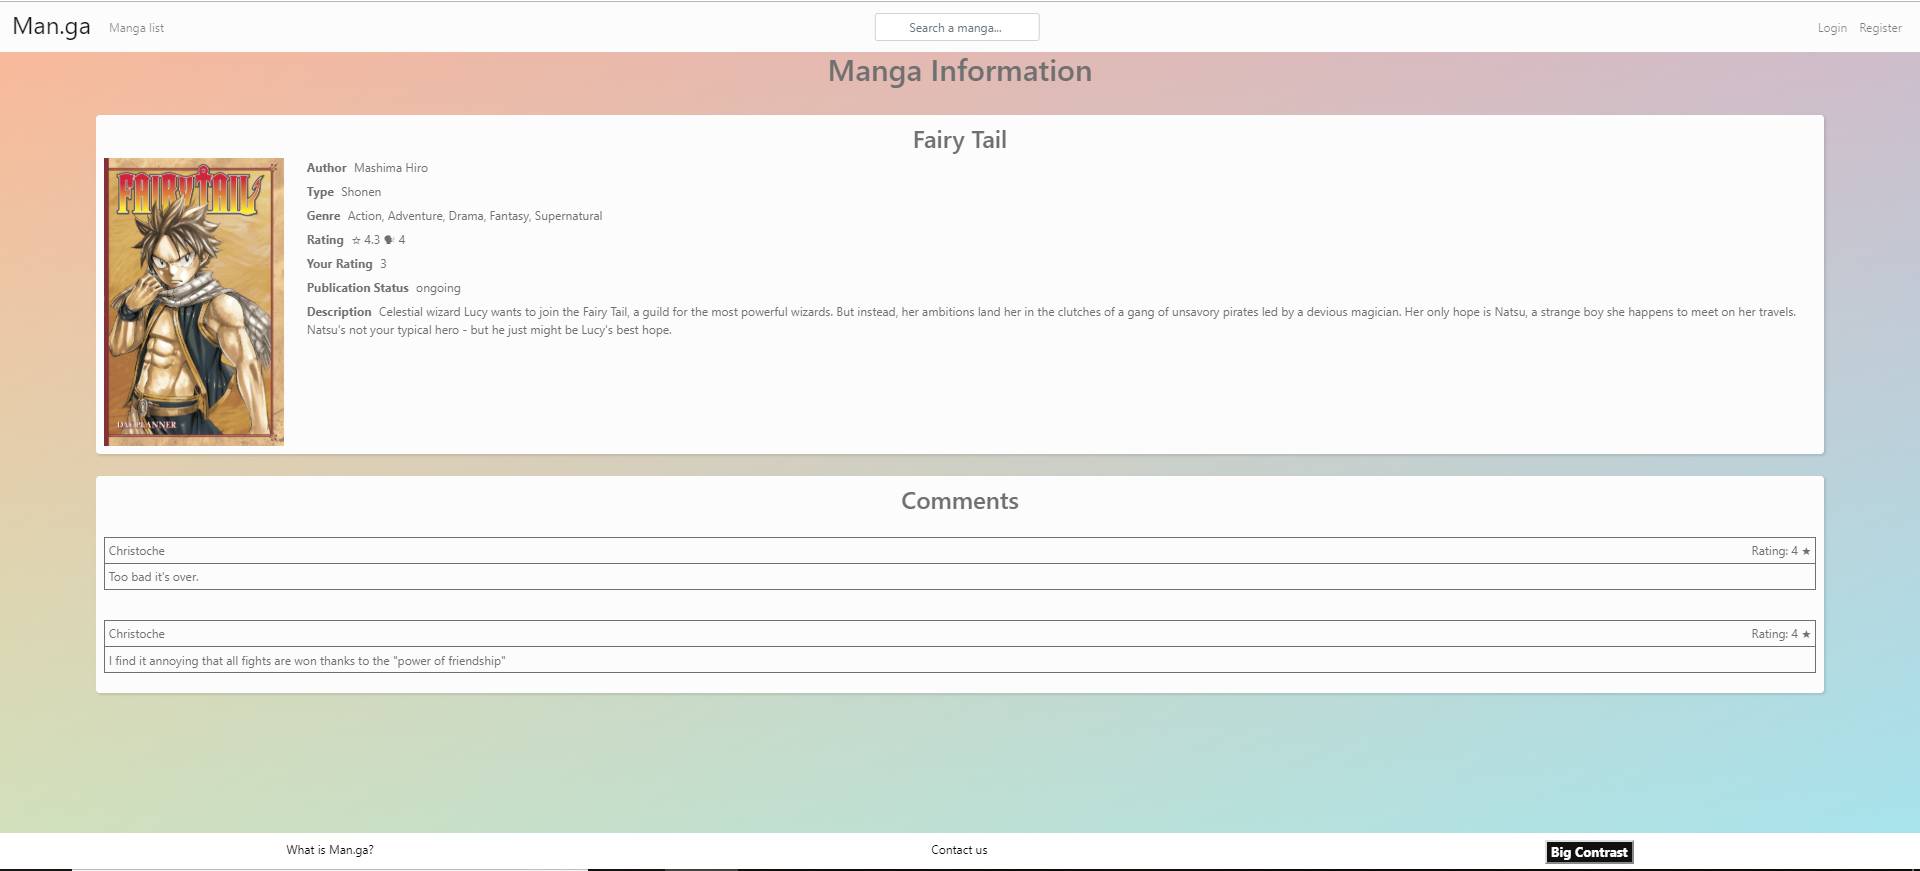 Man.ga
Manga list
Search a manga...
Login
Register
Manga Information
Fairy Tail
FAIRY TAIL
DAY PLANNER
Author Mashima Hiro
Type Shonen
Genre Action, Adventure, Drama, Fantasy, Supernatural
Rating ☆ 4.3 🗣 4
Your Rating 3
Publication Status ongoing
Description Celestial wizard Lucy wants to join the Fairy Tail, a guild for the most powerful wizards. But instead, her ambitions land her in the clutches of a gang of unsavory pirates led by a devious magician. Her only hope is Natsu, a strange boy she happens to meet on her travels.
Natsu's not your typical hero - but he just might be Lucy's best hope.
Comments
Christoche
Rating: 4 ★
Too bad it's over.
Christoche
Rating: 4 ★
I find it annoying that all fights are won thanks to the "power of friendship"
What is Man.ga?
Contact us
Big Contrast